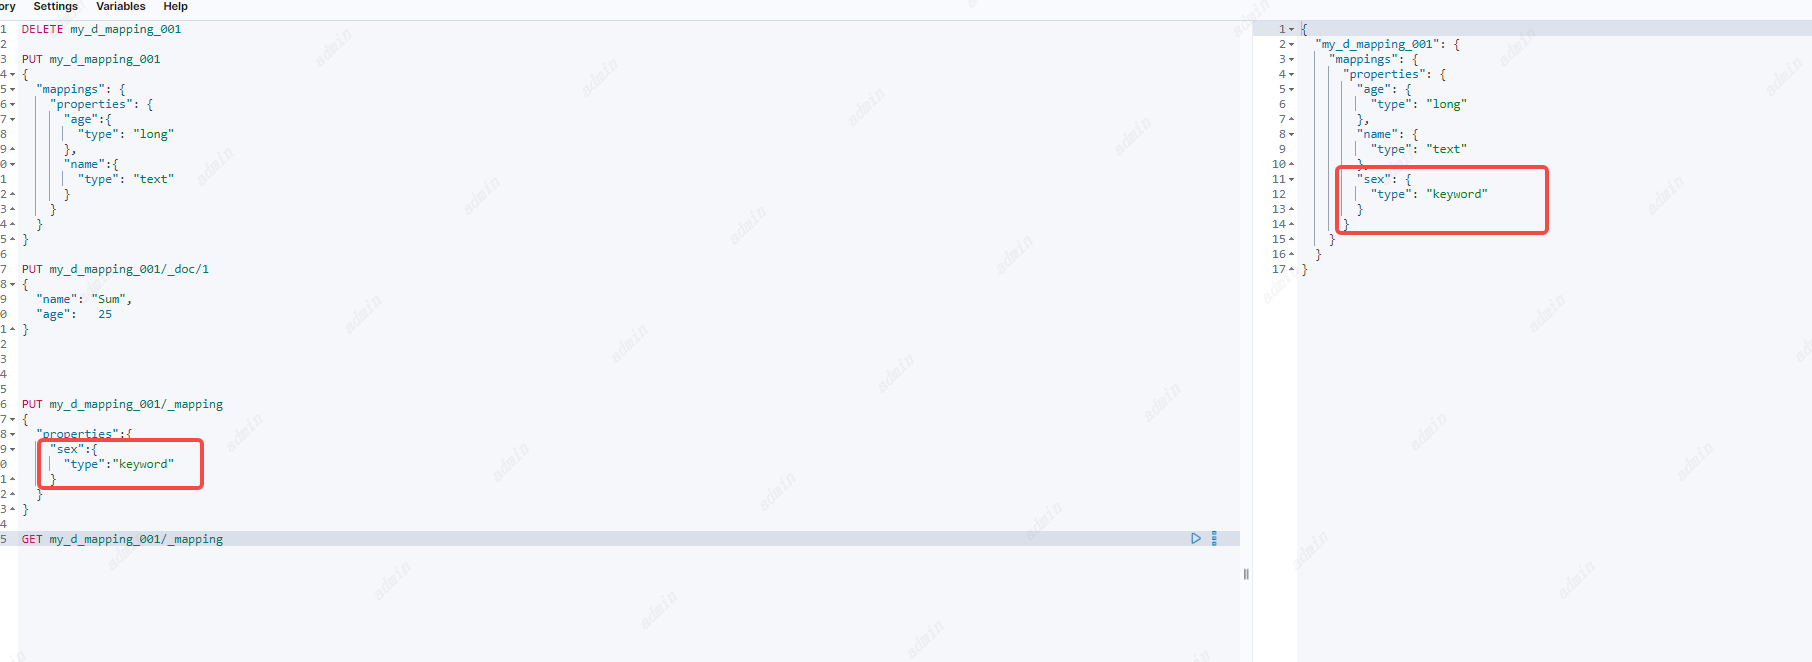 ory Settings Variables Help
1 DELETE my_d_mapping_001
2
3 PUT my_d_mapping_001
4 {
5 "mappings": {
6 "properties": {
7 "age":{
8 "type": "long"
9 },
0 "name":{
1 "type": "text"
2 }
3 }
4 }
5 }
6
7 PUT my_d_mapping_001/_doc/1
8 {
9 "name": "Sum",
0 "age": 25
1 }
2
3
4
5
6 PUT my_d_mapping_001/_mapping
7 {
8 "properties":{
9 "sex":{
0 "type":"keyword"
1 }
2 }
3 }
4
5 GET my_d_mapping_001/_mapping
1 {
2 "my_d_mapping_001": {
3 "mappings": {
4 "properties": {
5 "age": {
6 "type": "long"
7 },
8 "name": {
9 "type": "text"
10 },
11 "sex": {
12 "type": "keyword"
13 }
14 }
15 }
16 }
17 }
admin